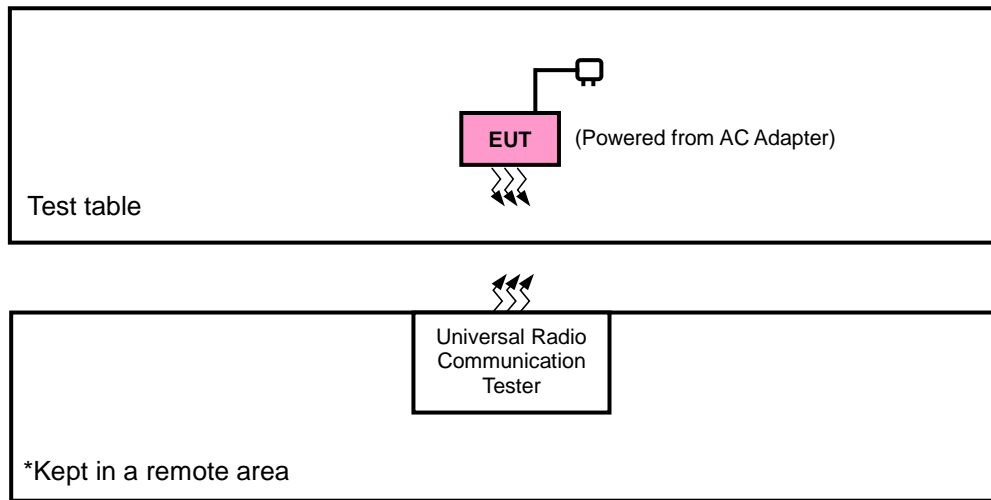 EUT
(Powered from AC Adapter)
Test table
Universal Radio
Communication
Tester
*Kept in a remote area